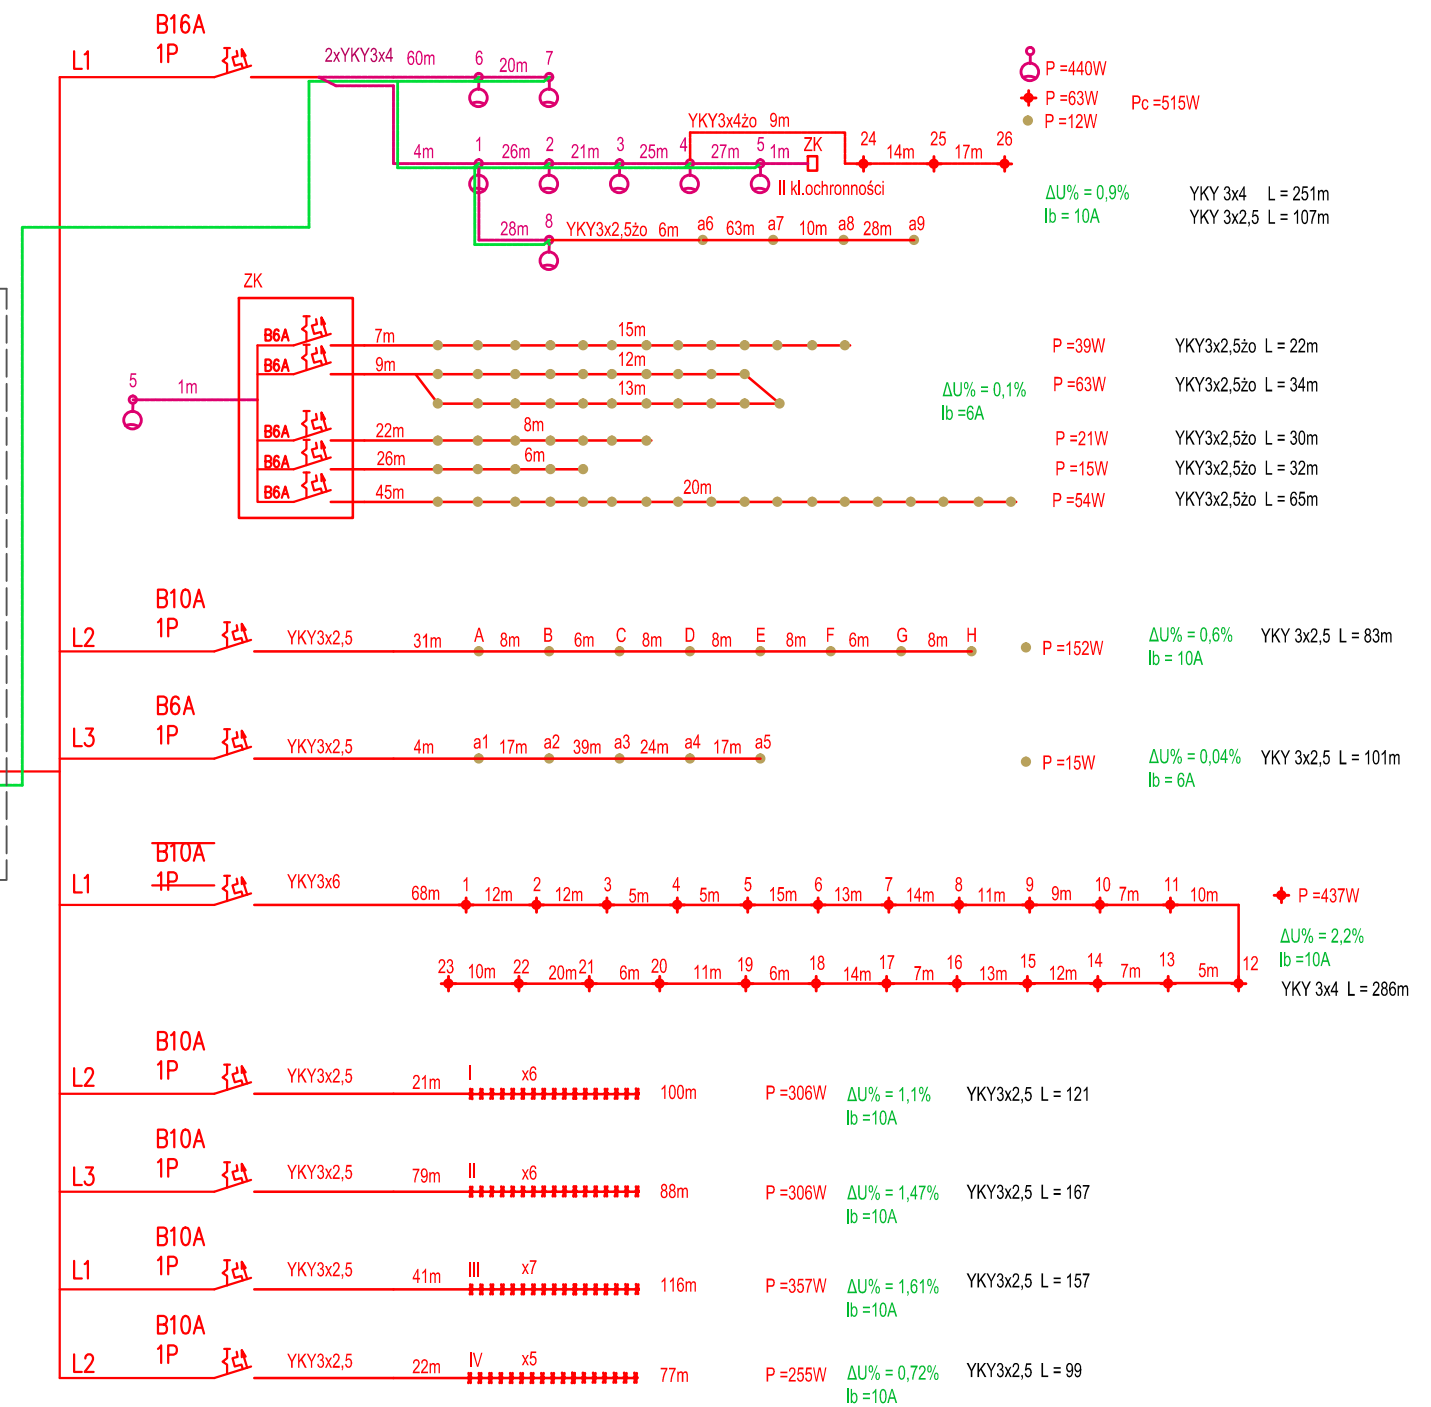 B16A
1P
L1
2xYKY3x4 60m 6 20m 7
P =440W
P =63W
Pc =515W
P =12W
YKY3x4żo 9m
4m 1 26m 2 21m 3 25m 4 27m 5 1m ZK
24 14m 25 17m 26
II kl.ochronności
ΔU% = 0,9%
Ib = 10A
YKY 3x4 L = 251m
YKY 3x2,5 L = 107m
28m 8 YKY3x2,5żo 6m a6 63m a7 10m a8 28m a9
ZK
5 1m
B6A 7m 15m
P =39W YKY3x2,5żo L = 22m
B6A 9m 12m
13m
P =63W YKY3x2,5żo L = 34m
ΔU% = 0,1%
Ib =6A
B6A 22m 8m
P =21W YKY3x2,5żo L = 30m
B6A 26m 6m
P =15W YKY3x2,5żo L = 32m
B6A 45m 20m
P =54W YKY3x2,5żo L = 65m
B10A
1P
L2 YKY3x2,5 31m A 8m B 6m C 8m D 8m E 8m F 6m G 8m H
P =152W
ΔU% = 0,6%
Ib = 10A
YKY 3x2,5 L = 83m
B6A
1P
L3 YKY3x2,5 4m a1 17m a2 39m a3 24m a4 17m a5
P =15W
ΔU% = 0,04%
Ib = 6A
YKY 3x2,5 L = 101m
B10A
1P
L1 YKY3x6 68m 1 12m 2 12m 3 5m 4 5m 5 15m 6 13m 7 14m 8 11m 9 9m 10 7m 11 10m
P =437W
ΔU% = 2,2%
Ib =10A
YKY 3x4 L = 286m
23 10m 22 20m 21 6m 20 11m 19 6m 18 14m 17 7m 16 13m 15 12m 14 7m 13 5m 12
B10A
1P
L2 YKY3x2,5 21m I x6 100m
P =306W
ΔU% = 1,1%
Ib =10A
YKY3x2,5 L = 121
B10A
1P
L3 YKY3x2,5 79m II x6 88m
P =306W
ΔU% = 1,47%
Ib =10A
YKY3x2,5 L = 167
B10A
1P
L1 YKY3x2,5 41m III x7 116m
P =357W
ΔU% = 1,61%
Ib =10A
YKY3x2,5 L = 157
B10A
1P
L2 YKY3x2,5 22m IV x5 77m
P =255W
ΔU% = 0,72%
Ib =10A
YKY3x2,5 L = 99